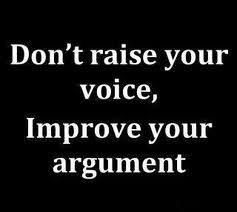 Don't raise your
voice,
Improve your
argument